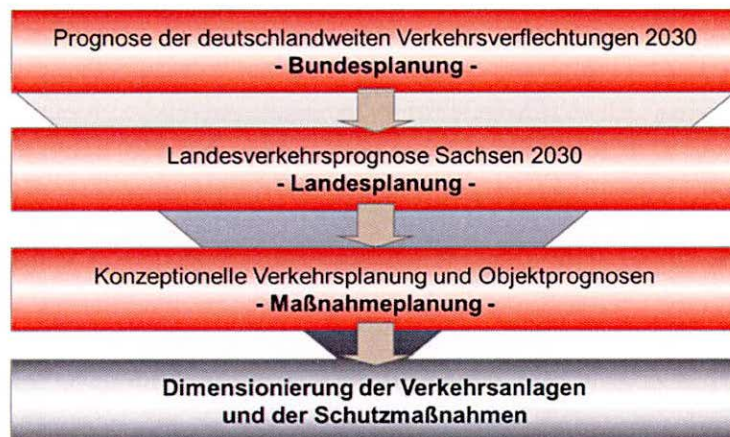 Prognose der deutschlandweiten Verkehrsverflechtungen 2030
- Bundesplanung -
Landesverkehrsprognose Sachsen 2030
- Landesplanung -
Konzeptionelle Verkehrsplanung und Objektprognosen
- Maßnahmeplanung -
Dimensionierung der Verkehrsanlagen
und der Schutzmaßnahmen